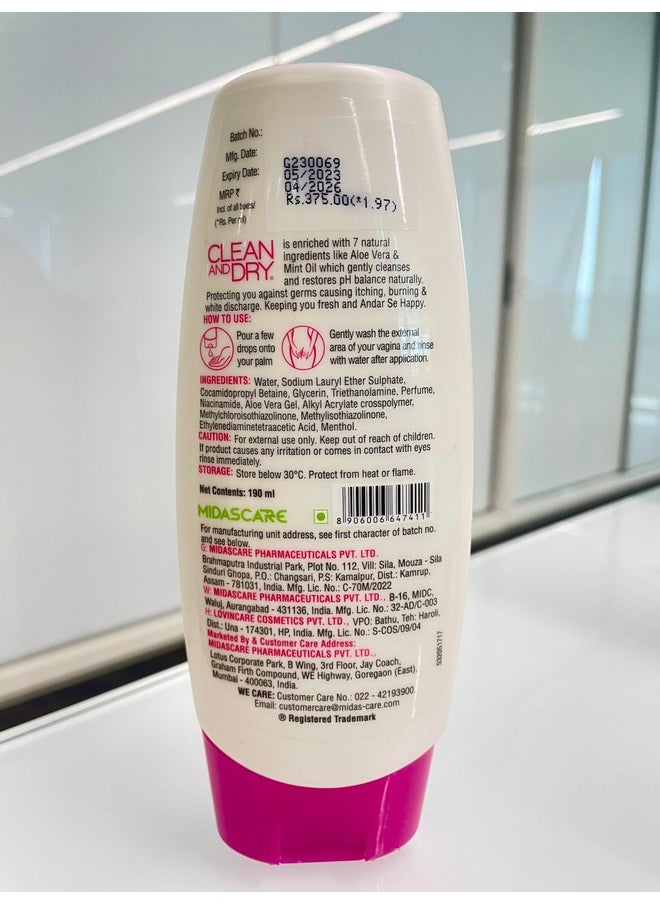 Batch No.:
Mfg. Date:
Expiry Date:
MRP ₹
Incl. of all taxes/
(*Rs. Per ml)
G230069
05/2023
04/2026
Rs.375.00(*1.97)
CLEAN AND DRY® is enriched with 7 natural
ingredients like Aloe Vera &
Mint Oil which gently cleanses
and restores pH balance naturally.
Protecting you against germs causing itching, burning &
white discharge. Keeping you fresh and Andar Se Happy.
HOW TO USE:
Pour a few
drops onto
your palm
Gently wash the external
area of your vagina and rinse
with water after application.
INGREDIENTS: Water, Sodium Lauryl Ether Sulphate,
Cocamidopropyl Betaine, Glycerin, Triethanolamine, Perfume,
Niacinamide, Aloe Vera Gel, Alkyl Acrylate crosspolymer,
Methylchloroisothiazolinone, Methylisothiazolinone,
Ethylenediaminetetraacetic Acid, Menthol.
CAUTION: For external use only. Keep out of reach of children.
If product causes any irritation or comes in contact with eyes
rinse immediately.
STORAGE: Store below 30°C. Protect from heat or flame.
Net Contents: 190 ml
MIDASCARE
8 906006 647411
For manufacturing unit address, see first character of batch no.
and see below.
G: MIDASCARE PHARMACEUTICALS PVT. LTD.
Brahmaputra Industrial Park, Plot No. 112, Vill: Sila, Mouza - Sila
Sinduri Ghopa, P.O.: Changsari, P.S: Kamalpur, Dist.: Kamrup,
Assam - 781031, India. Mfg. Lic. No.: C-70M/2022
W: MIDASCARE PHARMACEUTICALS PVT. LTD., B-16, MIDC,
Waluj, Aurangabad - 431136, India. Mfg. Lic. No.: 32-AD/C-003
H: LOVINCARE COSMETICS PVT. LTD., VPO: Bathu, Teh: Haroli,
Dist.: Una - 174301, HP, India. Mfg. Lic. No.: S-COS/09/04
Marketed By & Customer Care Address:
MIDASCARE PHARMACEUTICALS PVT. LTD.,
Lotus Corporate Park, B Wing, 3rd Floor, Jay Coach,
Graham Firth Compound, WE Highway, Goregaon (East),
Mumbai - 400063, India.
WE CARE: Customer Care No.: 022 - 42193900.
Email: customercare@midas-care.com
® Registered Trademark